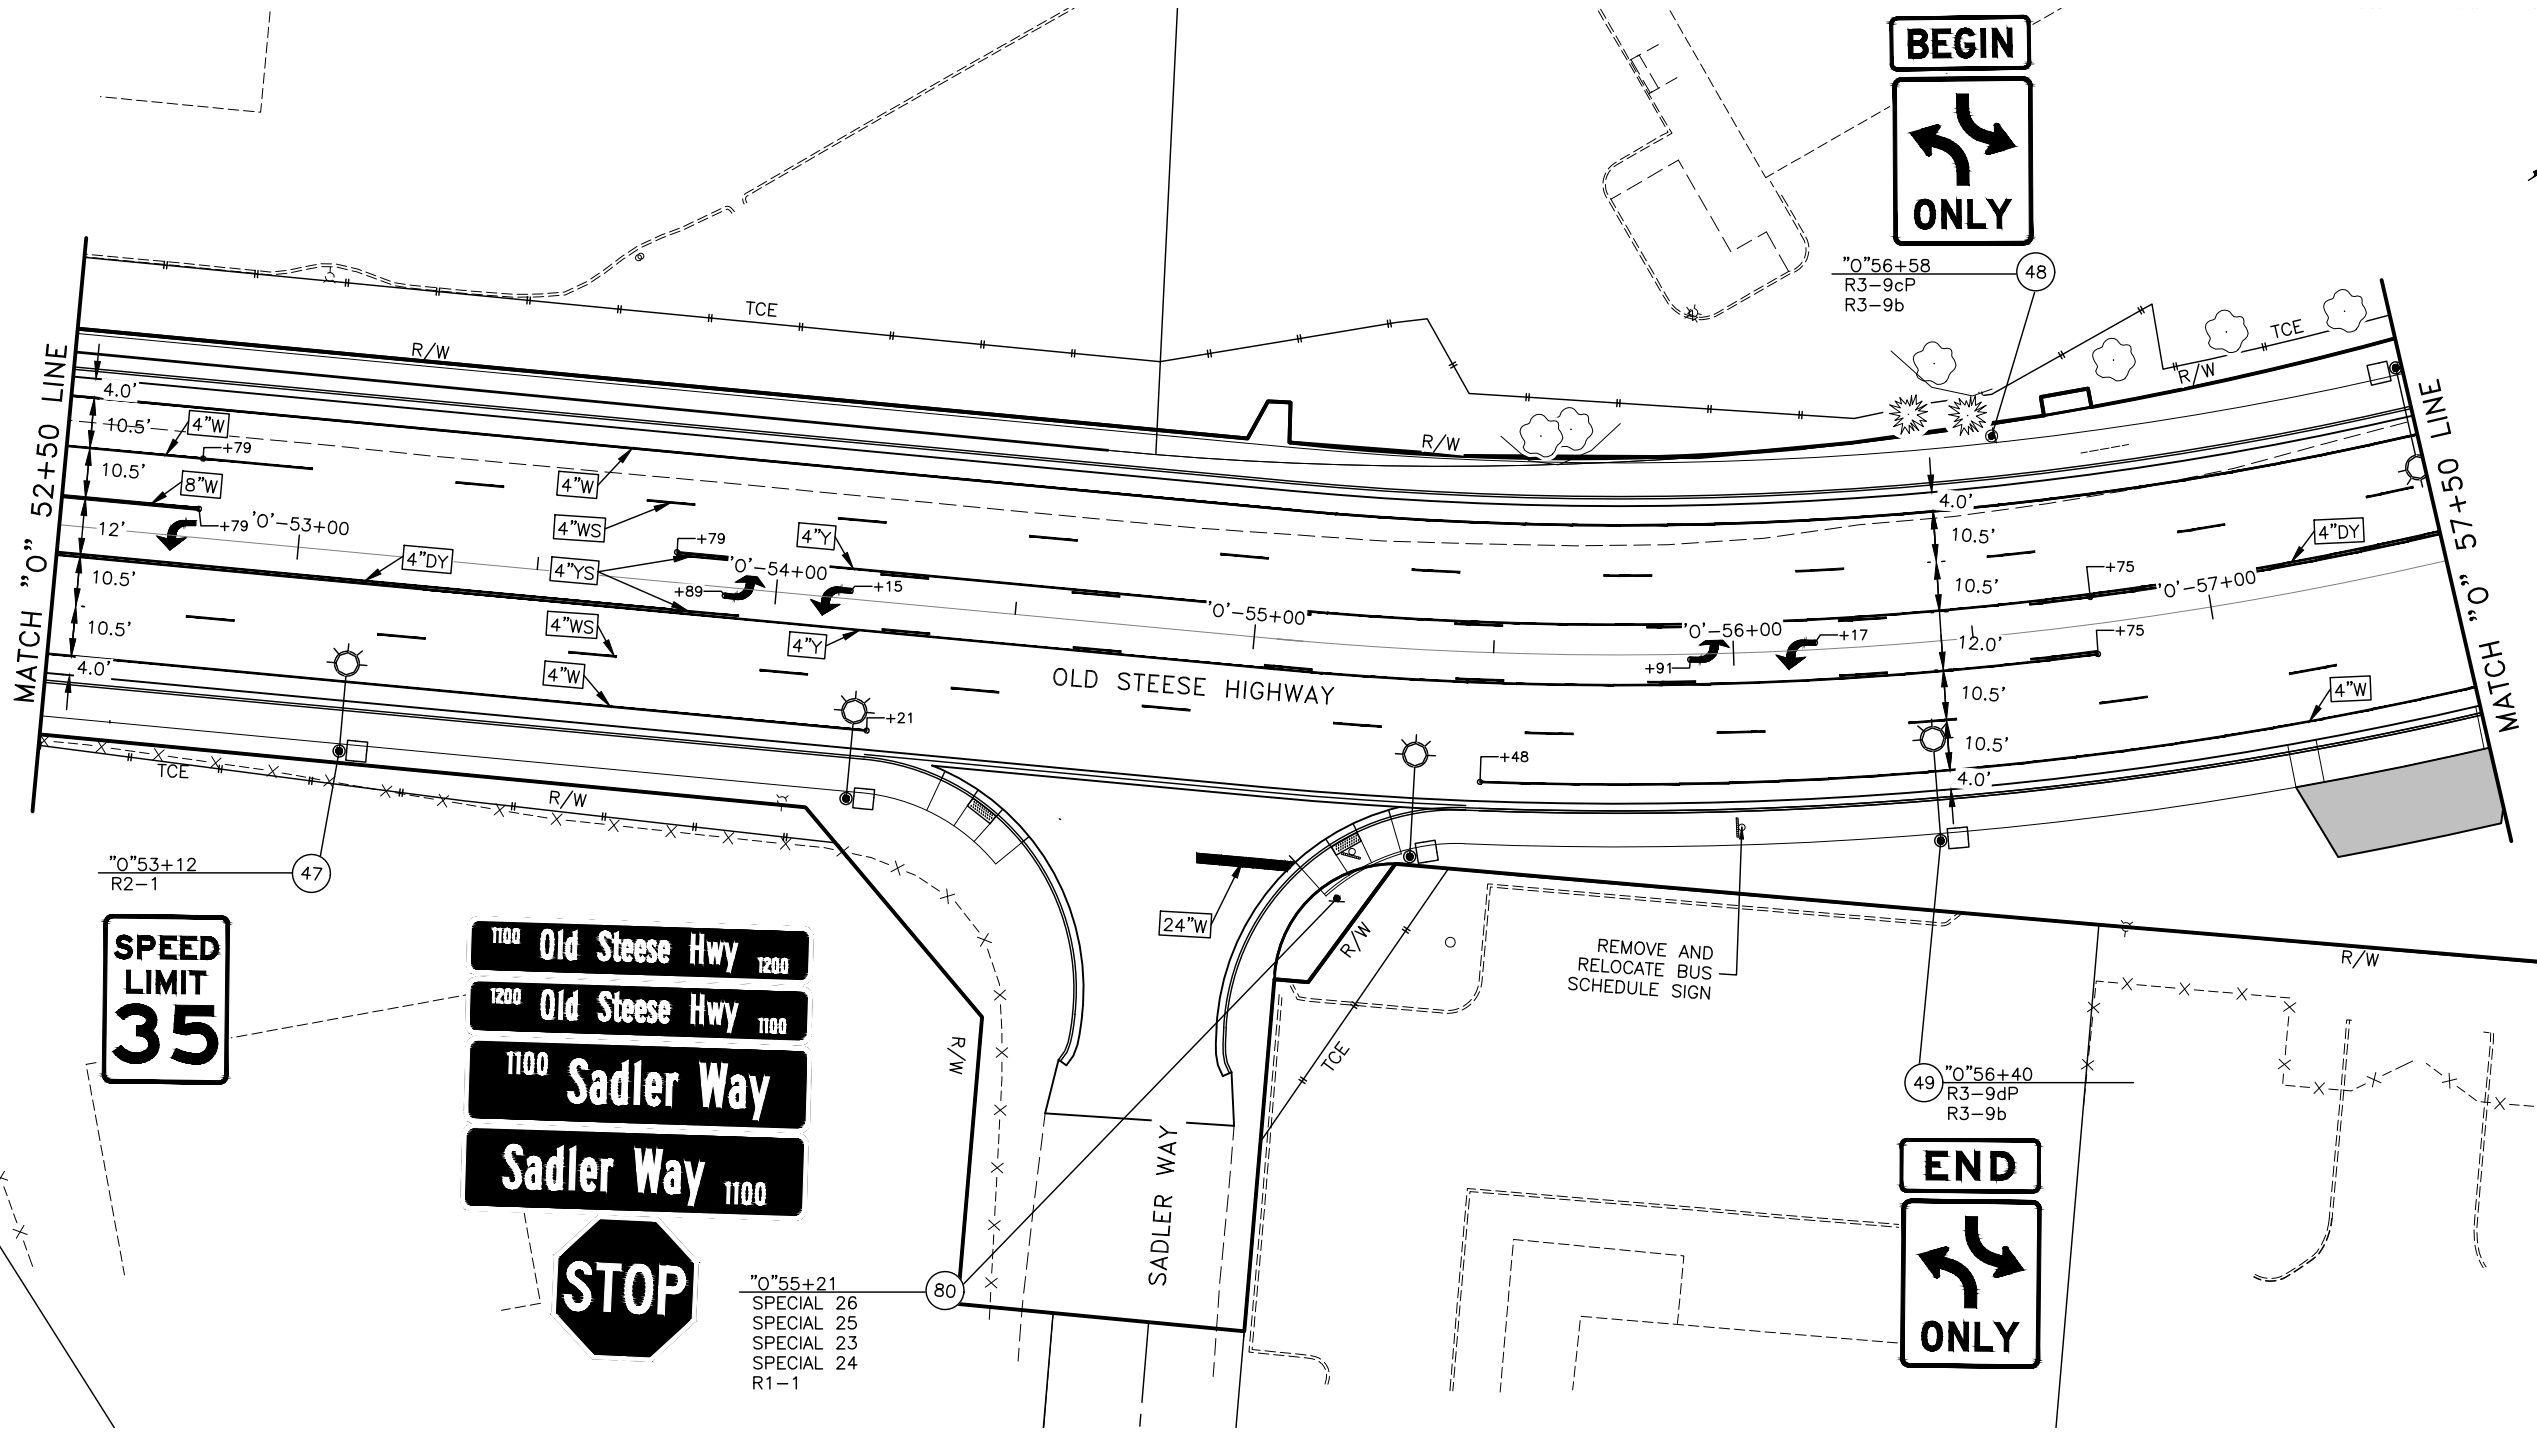 BEGIN
ONLY
"O"56+58
R3-9cP
R3-9b
48
TCE
R/W
TCE
R/W
R/W
MATCH "O" 52+50 LINE
MATCH "O" 57+50 LINE
4.0'
10.5'
4"W
+79
10.5'
8"W
+79
'O'-53+00
12'
4"DY
10.5'
10.5'
4.0'
4"W
4"WS
+79
4"Y
4"YS
'O'-54+00
+89
+15
4"WS
4"Y
4"W
+21
'O'-55+00
OLD STEESE HIGHWAY
'O'-56+00
+91
+17
4.0'
10.5'
10.5'
12.0'
10.5'
10.5'
4.0'
+75
'O'-57+00
4"DY
+75
4"W
+48
TCE
R/W
"O"53+12
R2-1
47
SPEED
LIMIT
35
1100 Old Steese Hwy 1200
1200 Old Steese Hwy 1100
1100 Sadler Way
Sadler Way 1100
STOP
"O"55+21
SPECIAL 26
SPECIAL 25
SPECIAL 23
SPECIAL 24
R1-1
80
R/W
24"W
R/W
TCE
SADLER WAY
REMOVE AND
RELOCATE BUS
SCHEDULE SIGN
R/W
49
"O"56+40
R3-9dP
R3-9b
END
ONLY